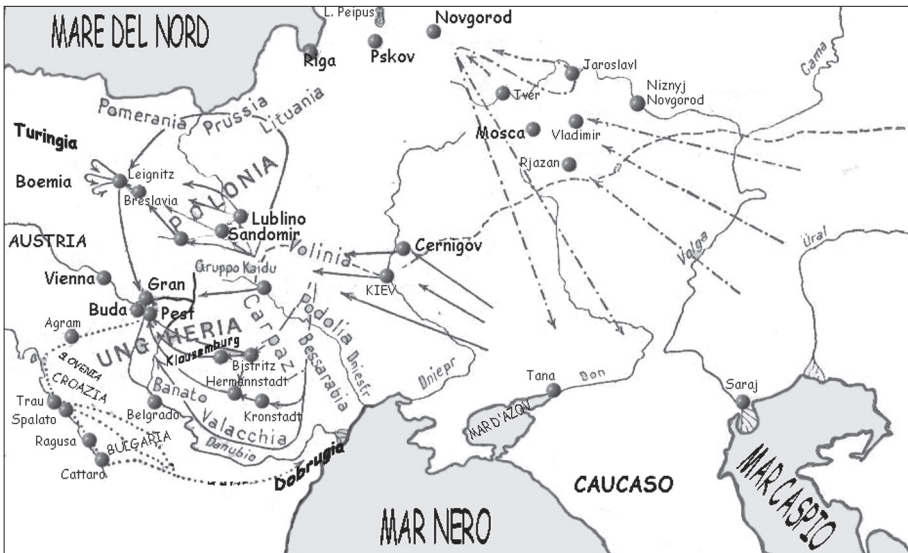 L. Peipus
Novgorod
MARE DEL NORD
Riga
Pskov
Jaroslavl
Gama
Niznyj
Novgorod
Tver
Pomerania
Prussia
Lituania
Mosca
Vladimir
Turingia
Rjazan
Leignitz
Boemia
Breslavia
POLONIA
Lublino
Sandomir
Volinia
Cernigov
AUSTRIA
Volga
Ural
Gruppo Kaidu
KIEV
Vienna
Gran
Buda
Pest
Carpaz
Podolia
Agram
UNGHERIA
Klaussemburg
Bjstritz
Bessarabia
Dniestr
Dniepr
SLOVENIA
CROAZIA
Hermannstadt
Banato
Kronstadt
Tana
Don
Saraj
Trau
Spalato
Belgrado
Valacchia
MAR D'AZOV
Ragusa
BULGARIA
Danubio
Cattaro
Dobrugia
CAUCASO
MAR CASPIO
MAR NERO